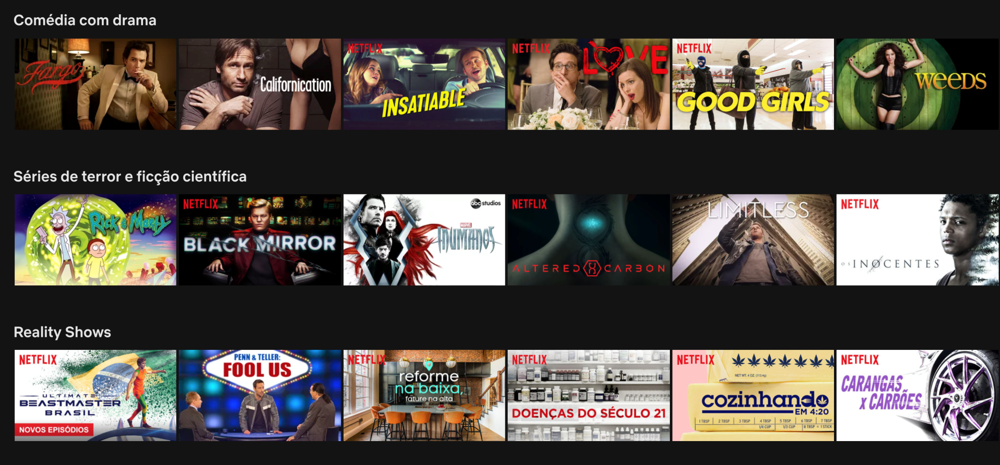 Comédia com drama
Fargo
Californication
NETFLIX
INSATIABLE
NETFLIX
LOVE
NETFLIX
GOOD GIRLS
WEEDS
Séries de terror e ficção científica
Rick & Morty
NETFLIX
BLACK MIRROR
abc studios
MARVEL
INUMANOS
NETFLIX
ALTERED CARBON
LIMITLESS
NETFLIX
OS INOCENTES
Reality Shows
NETFLIX
ULTIMATE
BEASTMASTER
BRASIL
NOVOS EPISÓDIOS
PENN & TELLER:
FOOL US
NETFLIX
reforme
na baixa,
fature na alta
NETFLIX
DOENÇAS DO SÉCULO 21
NETFLIX
NET WT. 4 OZ. (113.4g)
cozinhando
EM 4:20
1 TBSP 2 TBSP 3 TBSP 4 TBSP 5 TBSP 6 TBSP 7 TBSP
1/4 CUP 1/3 CUP 8 TBSP = 1 STICK
NETFLIX
CARANGAS
X CARRÕES